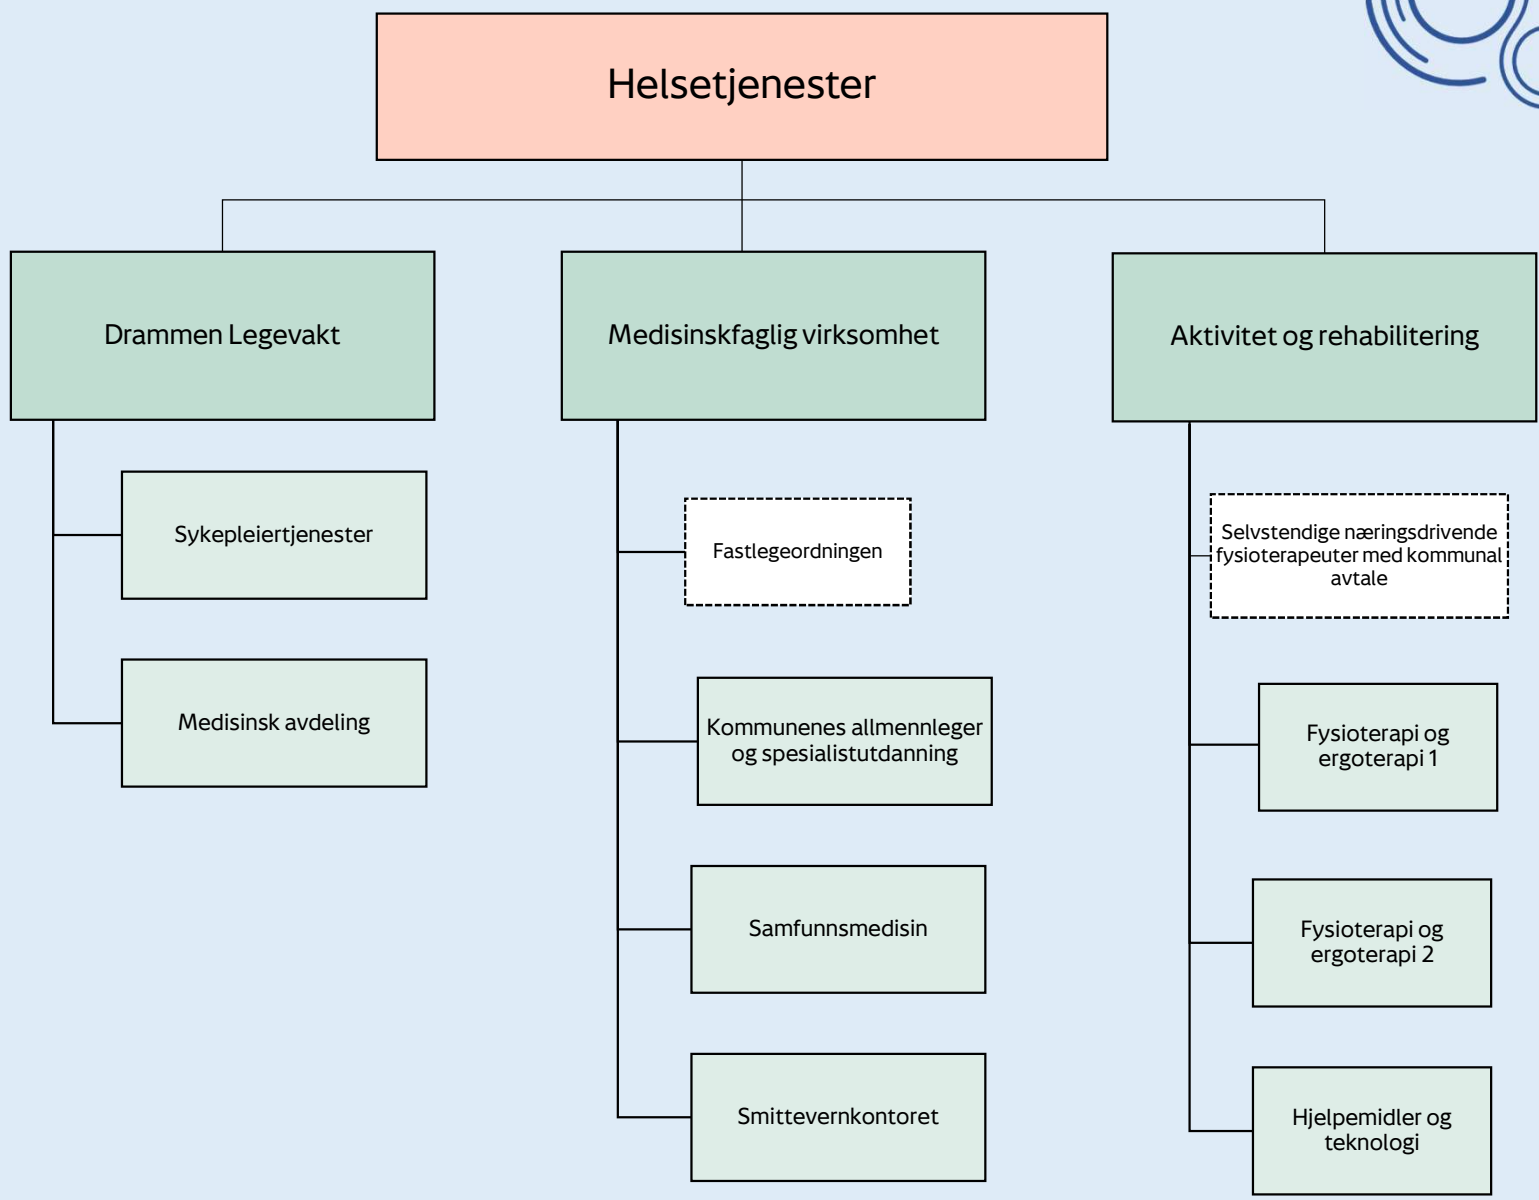 Helsetjenester
Drammen Legevakt
Sykepleiertjenester
Medisinsk avdeling
Medisinskfaglig virksomhet
Fastlegeordningen
Kommunenes allmennleger
og spesialistutdanning
Samfunnsmedisin
Smittevernkontoret
Aktivitet og rehabilitering
Selvstendige næringsdrivende
fysioterapeuter med kommunal
avtale
Fysioterapi og
ergoterapi 1
Fysioterapi og
ergoterapi 2
Hjelpemidler og
teknologi